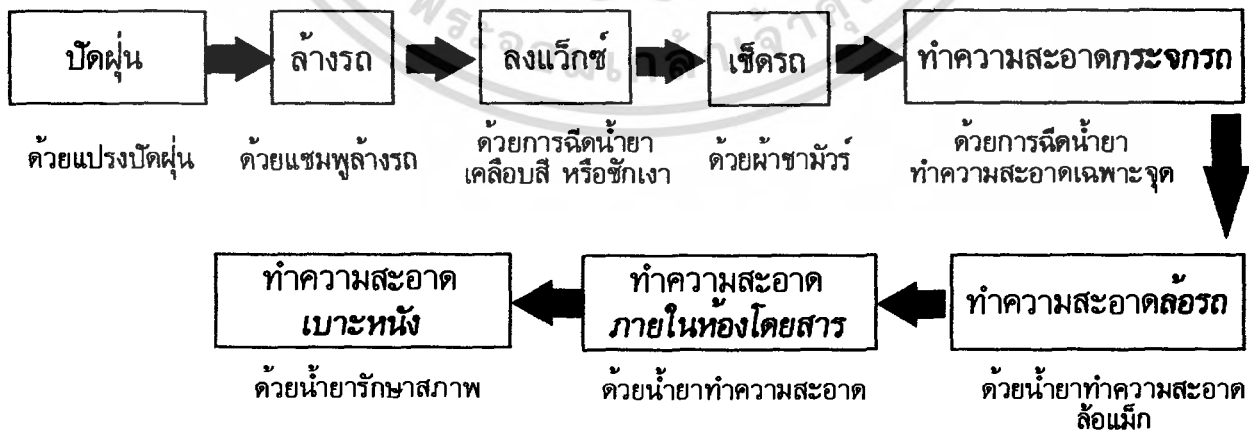 ปัดฝุ่น
ล้างรถ
ลงแว็กซ์
เช็ดรถ
ทำความสะอาดกระจกรถ
ด้วยแปรงปัดฝุ่น
ด้วยแชมพูล้างรถ
ด้วยการฉีดน้ำยา
เคลือบสี หรือชักเงา
ด้วยผ้าชามัวร์
ด้วยการฉีดน้ำยา
ทำความสะอาดเฉพาะจุด
ทำความสะอาด
เบาะหนัง
ทำความสะอาด
ภายในห้องโดยสาร
ทำความสะอาดล้อรถ
ด้วยน้ำยารักษาสภาพ
ด้วยน้ำยาทำความสะอาด
ด้วยน้ำยาทำความสะอาด
ล้อแม็ก